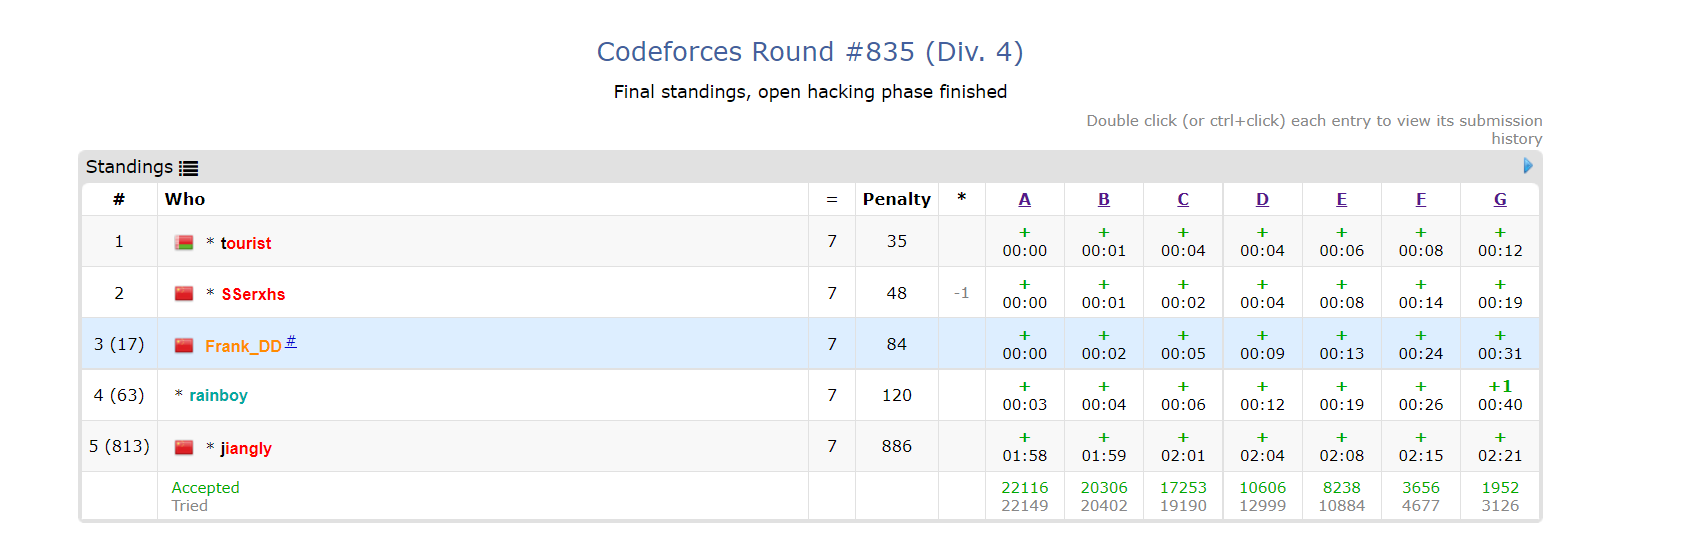 Codeforces Round #835 (Div. 4)
Final standings, open hacking phase finished
Double click (or ctrl+click) each entry to view its submission
history
Standings
# Who = Penalty * A B C D E F G
1 * tourist 7 35 + + + + + + +
00:00 00:01 00:04 00:04 00:06 00:08 00:12
2 * SSerxhs 7 48 -1 + + + + + + +
00:00 00:01 00:02 00:04 00:08 00:14 00:19
3 (17) Frank_DD # 7 84 + + + + + + +
00:00 00:02 00:05 00:09 00:13 00:24 00:31
4 (63) * rainboy 7 120 + + + + + + +1
00:03 00:04 00:06 00:12 00:19 00:26 00:40
5 (813) * jiangly 7 886 + + + + + + +
01:58 01:59 02:01 02:04 02:08 02:15 02:21
Accepted 22116 20306 17253 10606 8238 3656 1952
Tried 22149 20402 19190 12999 10884 4677 3126